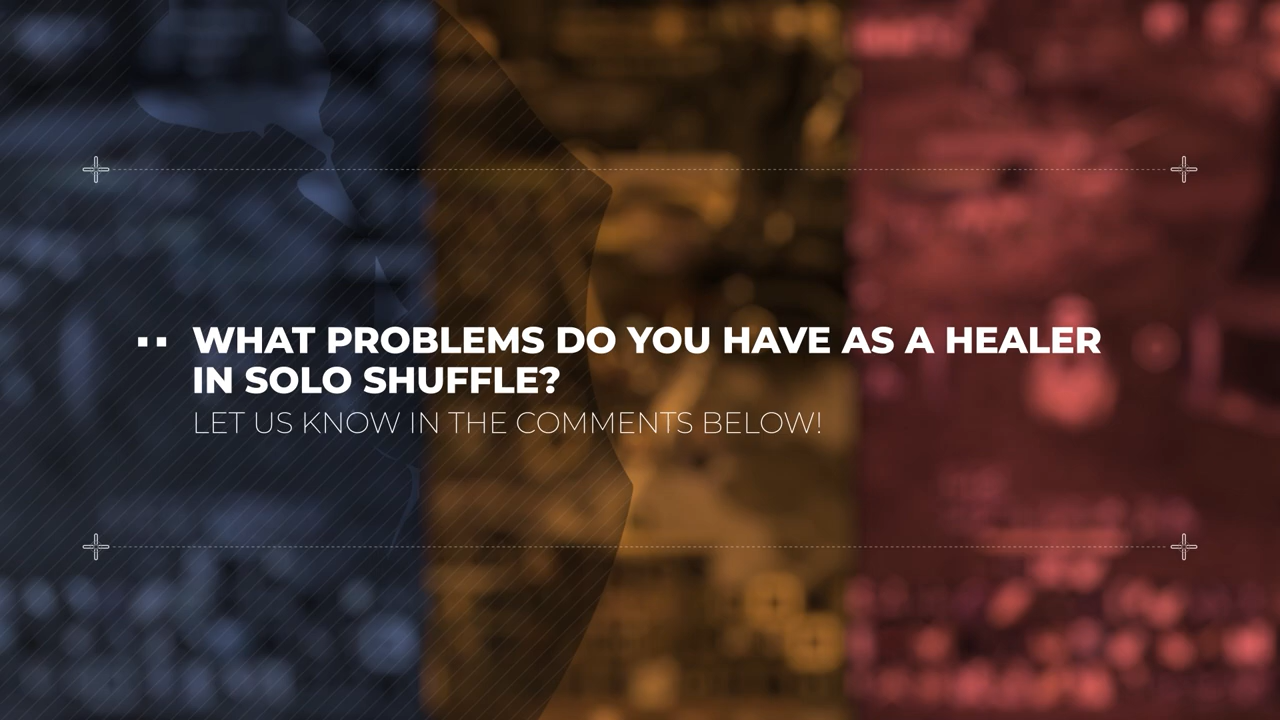 WHAT PROBLEMS DO YOU HAVE AS A HEALER
IN SOLO SHUFFLE?
LET US KNOW IN THE COMMENTS BELOW!